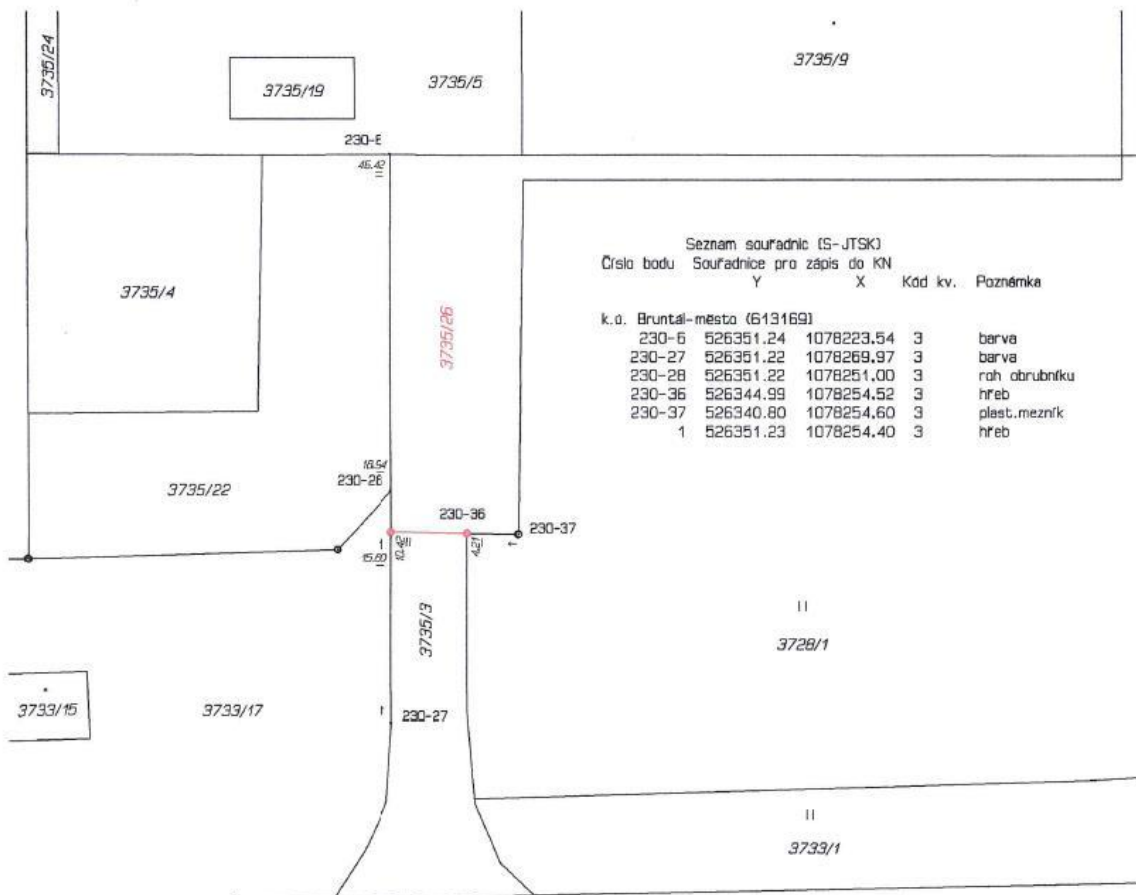 3735/24
3735/19
3735/5
3735/9
230-6
46.42
3735/4
3735/26
Seznam souřadnic (S-JTSK)
Číslo bodu Souřadnice pro zápis do KN
Y X Kód kv. Poznámka
k.ú. Bruntál-město (613169)
230-6 526351.24 1078223.54 3 barva
230-27 526351.22 1078269.97 3 barva
230-28 526351.22 1078251.00 3 roh obrubníku
230-36 526344.99 1078254.52 3 hřeb
230-37 526340.80 1078254.60 3 plast.mezník
1 526351.23 1078254.40 3 hřeb
3735/22
230-28
230-36
230-37
1
15.60
10.42
4.21
3735/3
3728/1
3733/15
3733/17
230-27
3733/1